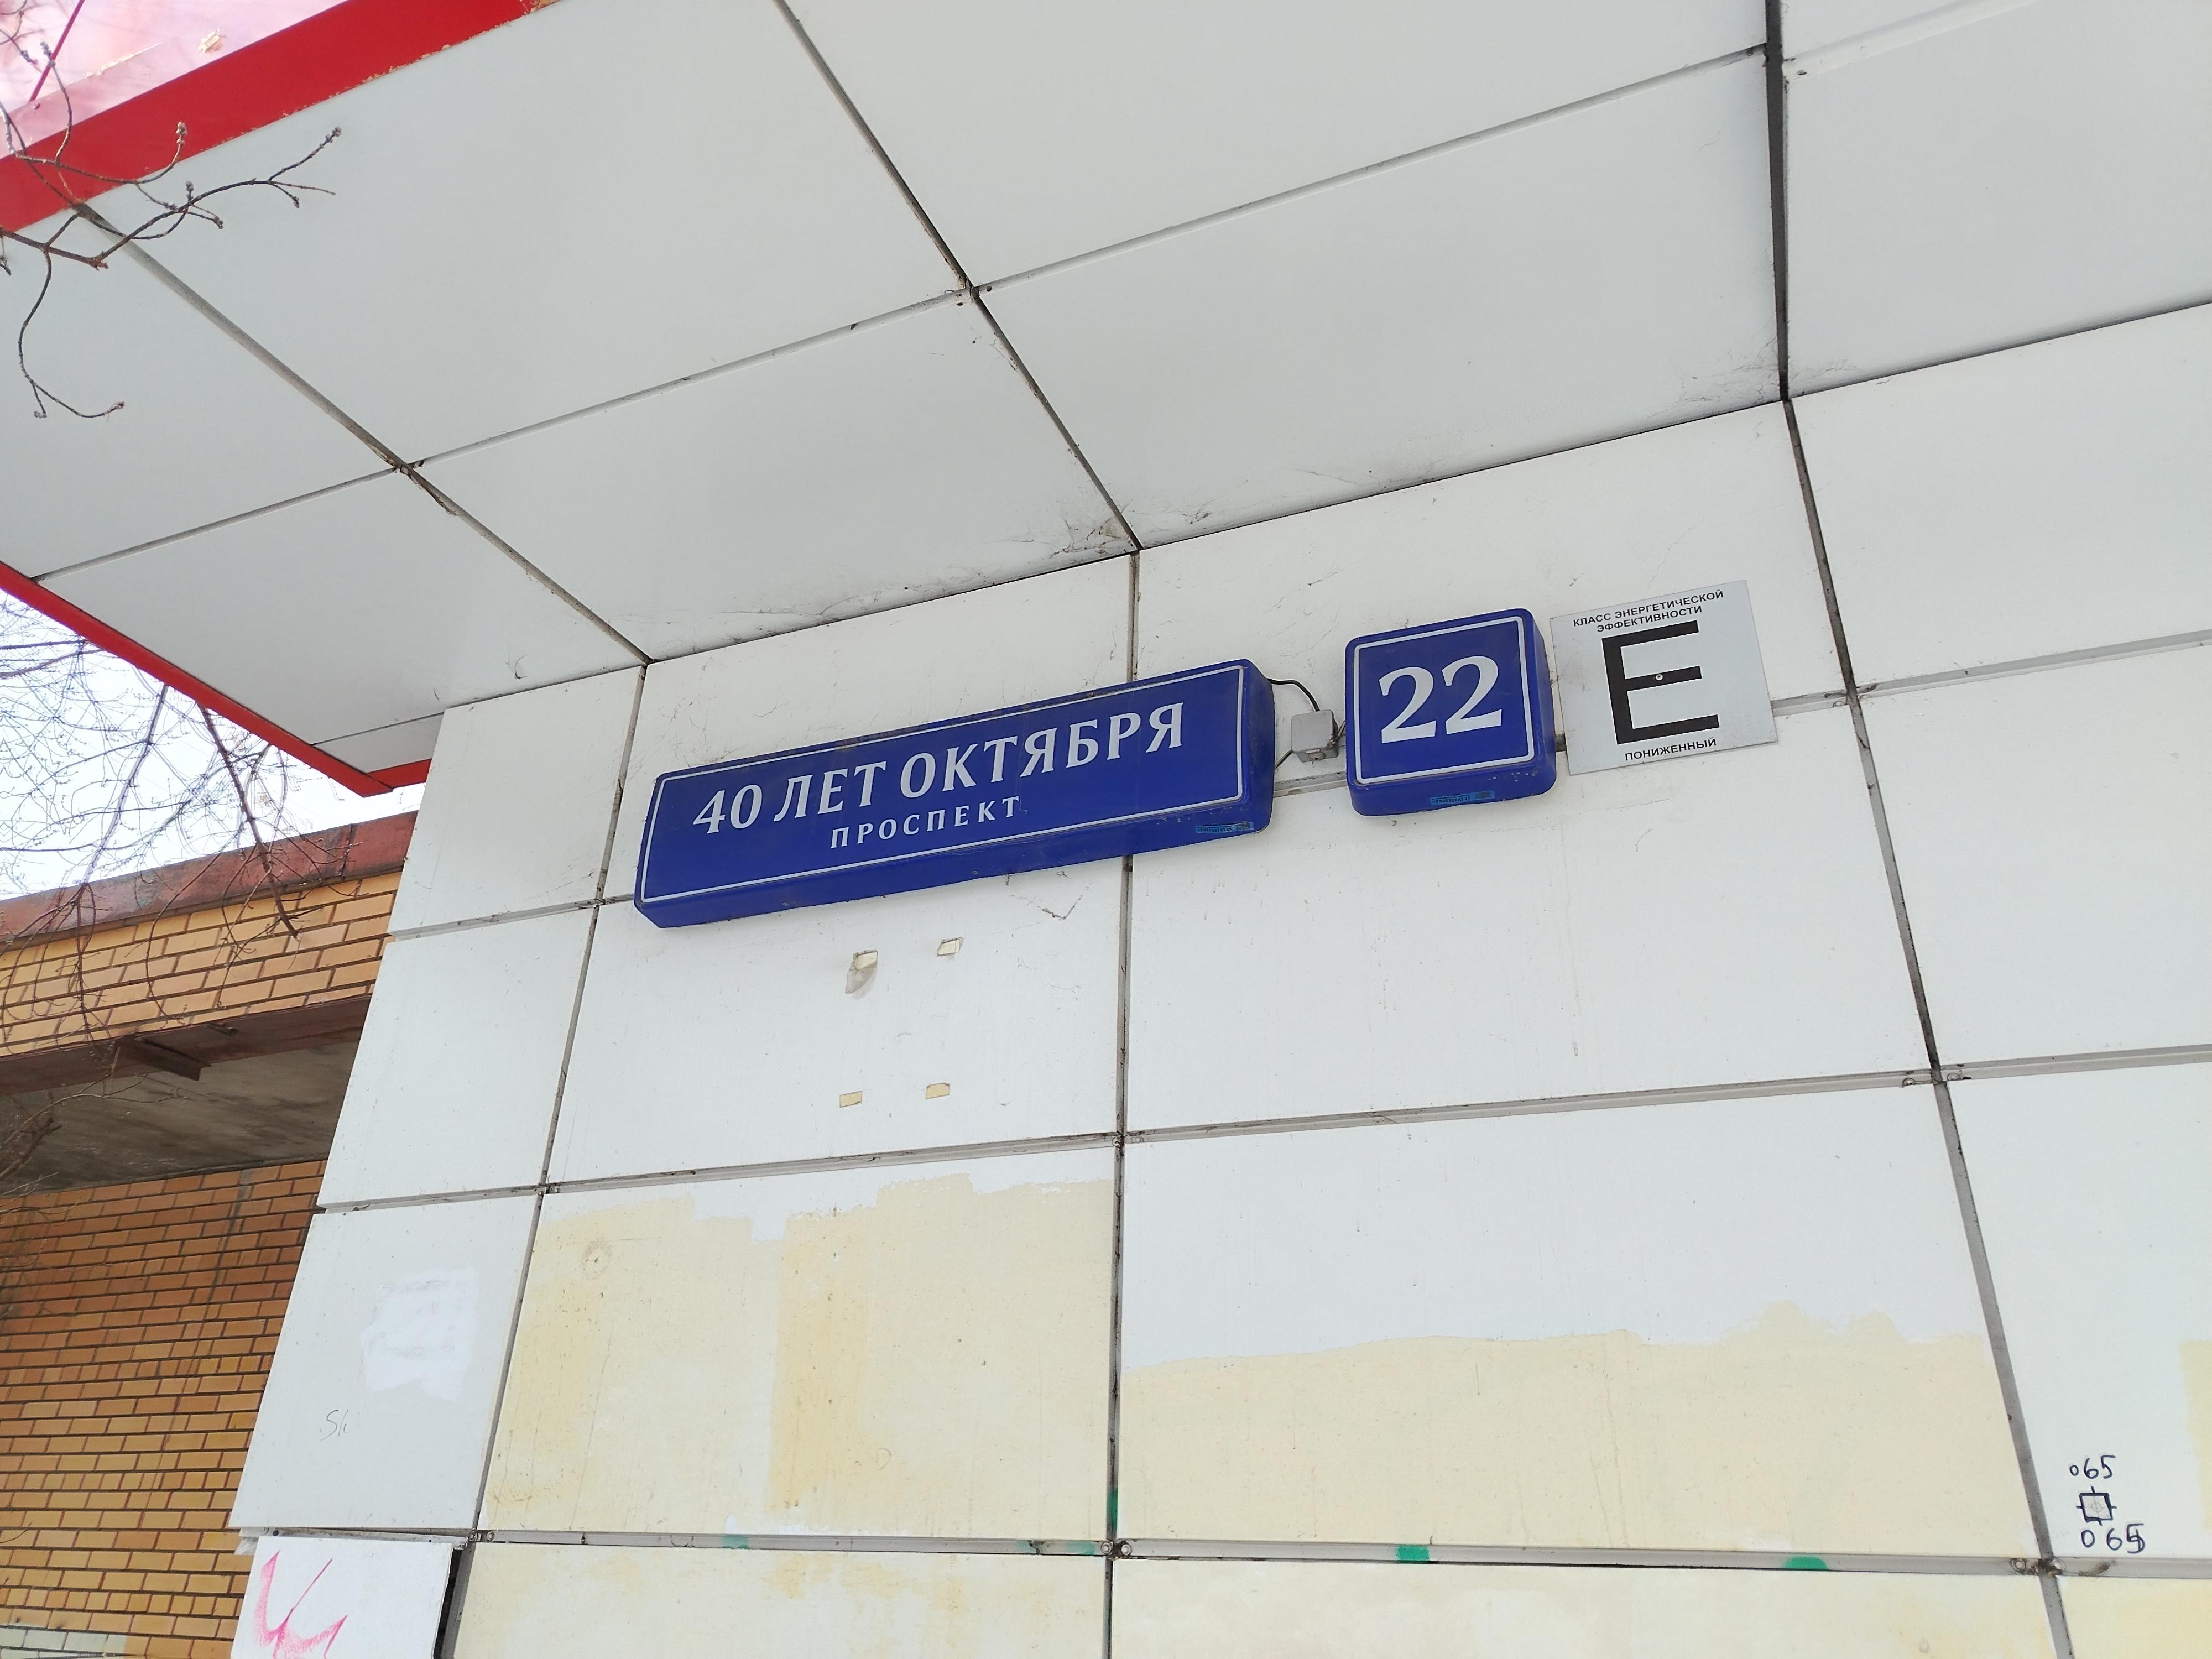 40 ЛЕТ ОКТЯБРЯ
ПРОСПЕКТ
22
КЛАСС ЭНЕРГЕТИЧЕСКОЙ
ЭФФЕКТИВНОСТИ
E
ПОНИЖЕННЫЙ
065
065